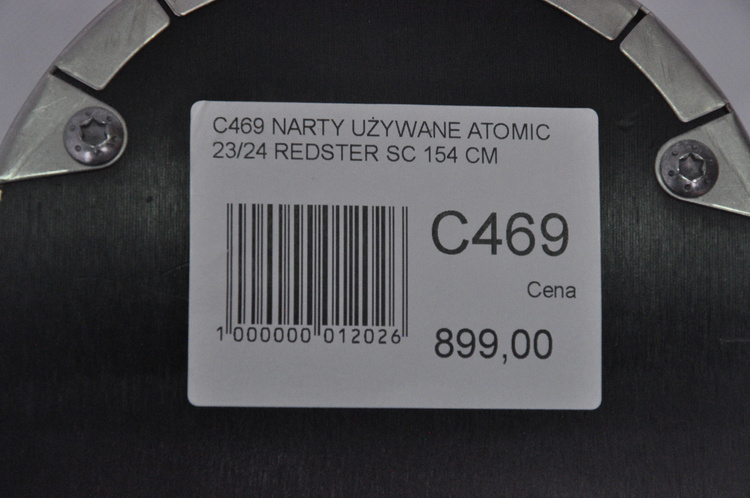 C469 NARTY UŻYWANE ATOMIC
23/24 REDSTER SC 154 CM
C469
Cena
899,00
1 000000 012026